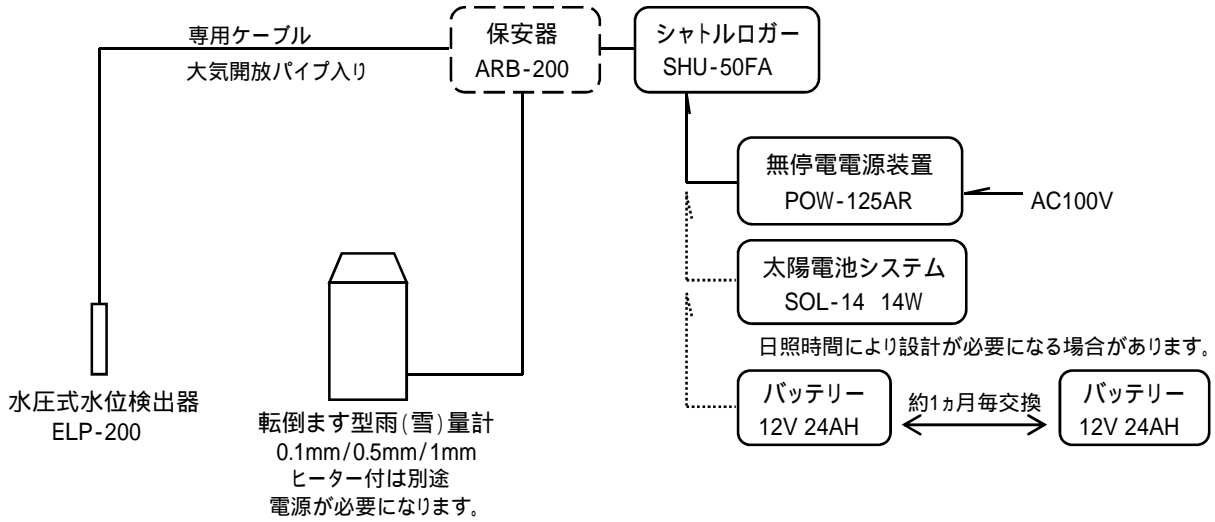 専用ケーブル
大気開放パイプ入り
保安器
ARB-200
シャトルロガー
SHU-50FA
無停電電源装置
POW-125AR
AC100V
太陽電池システム
SOL-14 14W
日照時間により設計が必要になる場合があります。
バッテリー
12V 24AH
約1ヵ月毎交換
バッテリー
12V 24AH
水圧式水位検出器
ELP-200
転倒ます型雨(雪)量計
0.1mm/0.5mm/1mm
ヒーター付は別途
電源が必要になります。